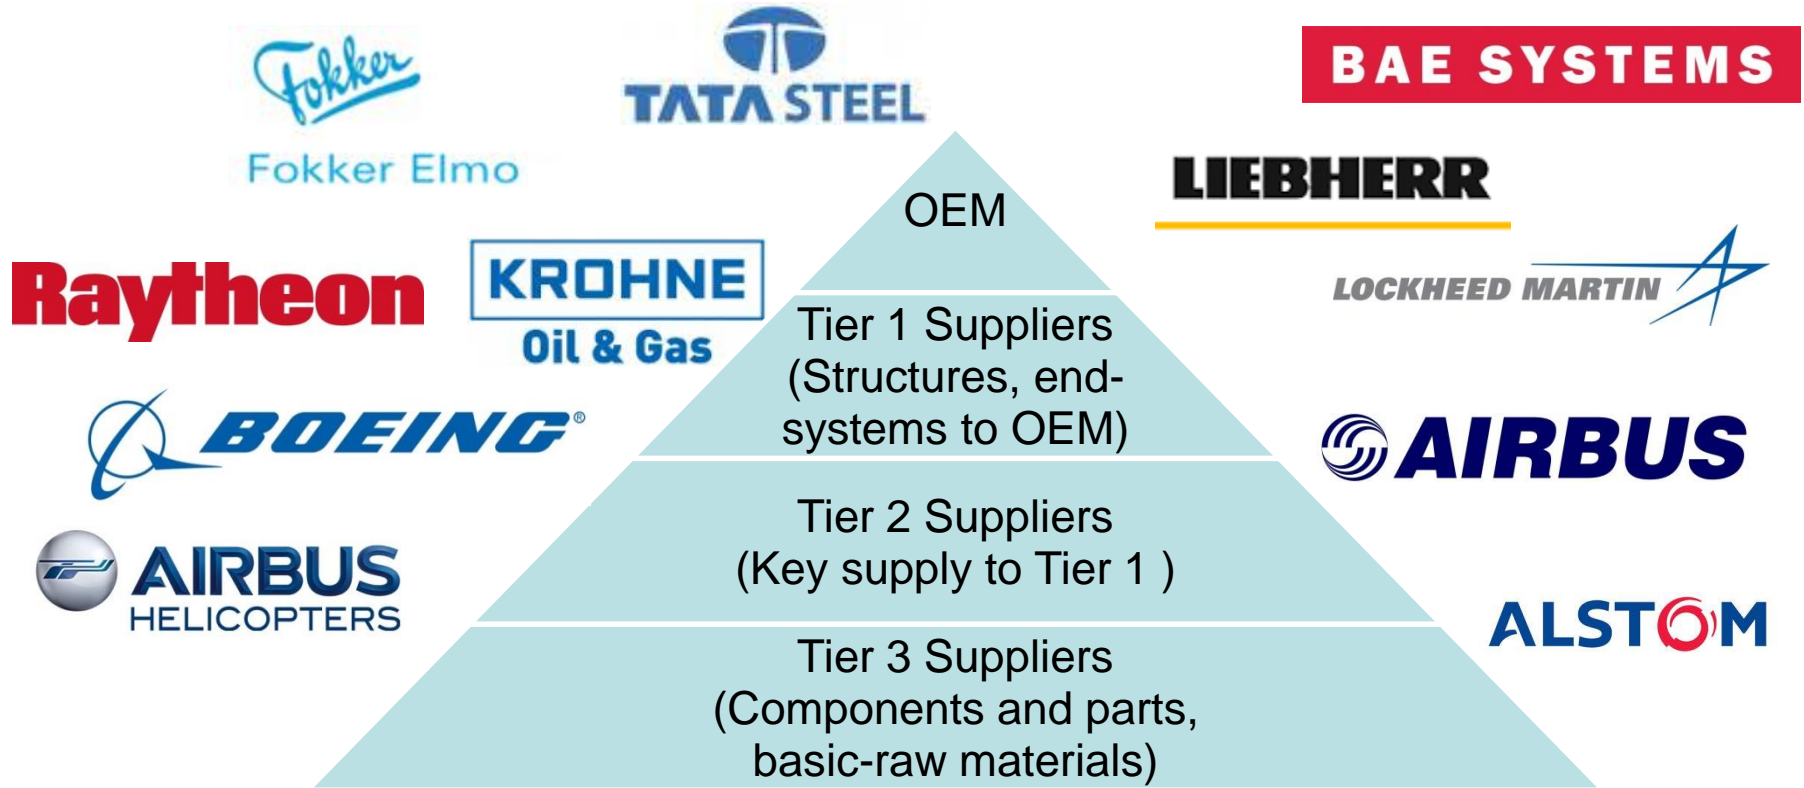 Fokker
Fokker Elmo
TATA STEEL
BAE SYSTEMS
LIEBHERR
LOCKHEED MARTIN
Raytheon
KROHNE
Oil & Gas
BOEING®
AIRBUS
AIRBUS
HELICOPTERS
ALSTOM
OEM
Tier 1 Suppliers
(Structures, end-
systems to OEM)
Tier 2 Suppliers
(Key supply to Tier 1 )
Tier 3 Suppliers
(Components and parts,
basic-raw materials)